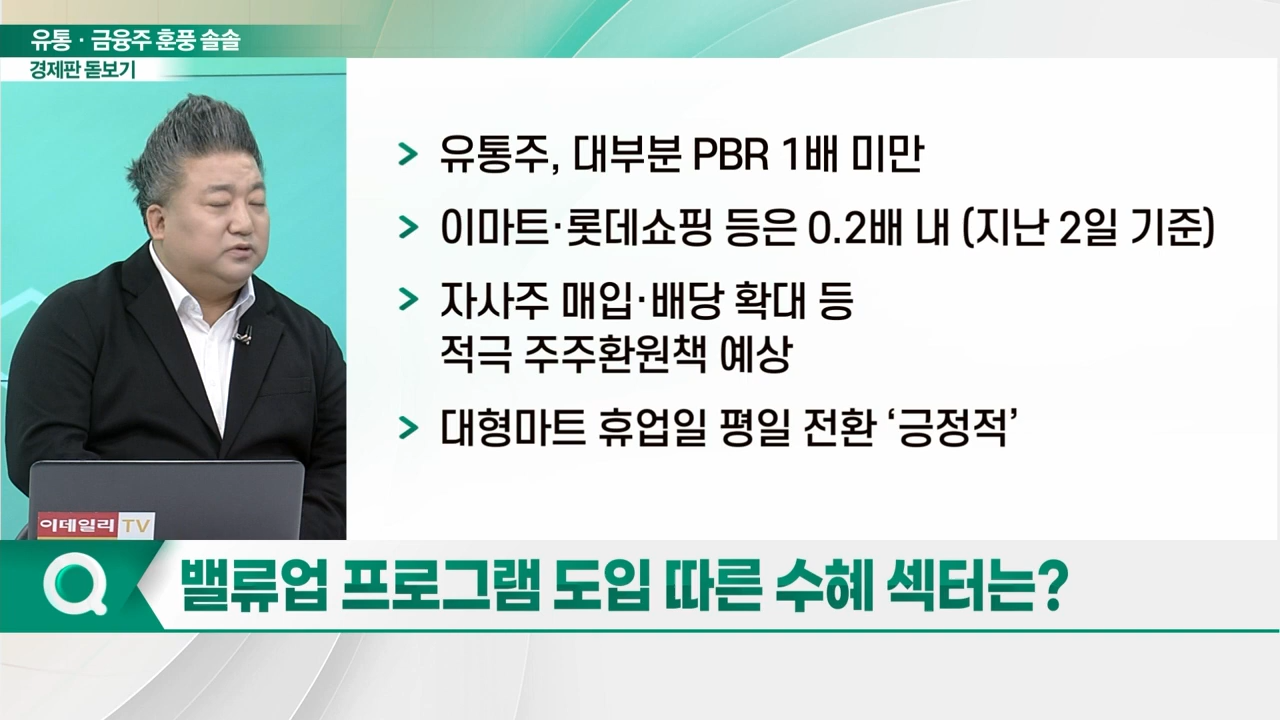 유통·금융주 훈풍 솔솔
경제판 돋보기
> 유통주, 대부분 PBR 1배 미만
> 이마트·롯데쇼핑 등은 0.2배 내 (지난 2일 기준)
> 자사주 매입·배당 확대 등
적극 주주환원책 예상
> 대형마트 휴업일 평일 전환 ‘긍정적’
이데일리 TV
Q 밸류업 프로그램 도입 따른 수혜 섹터는?